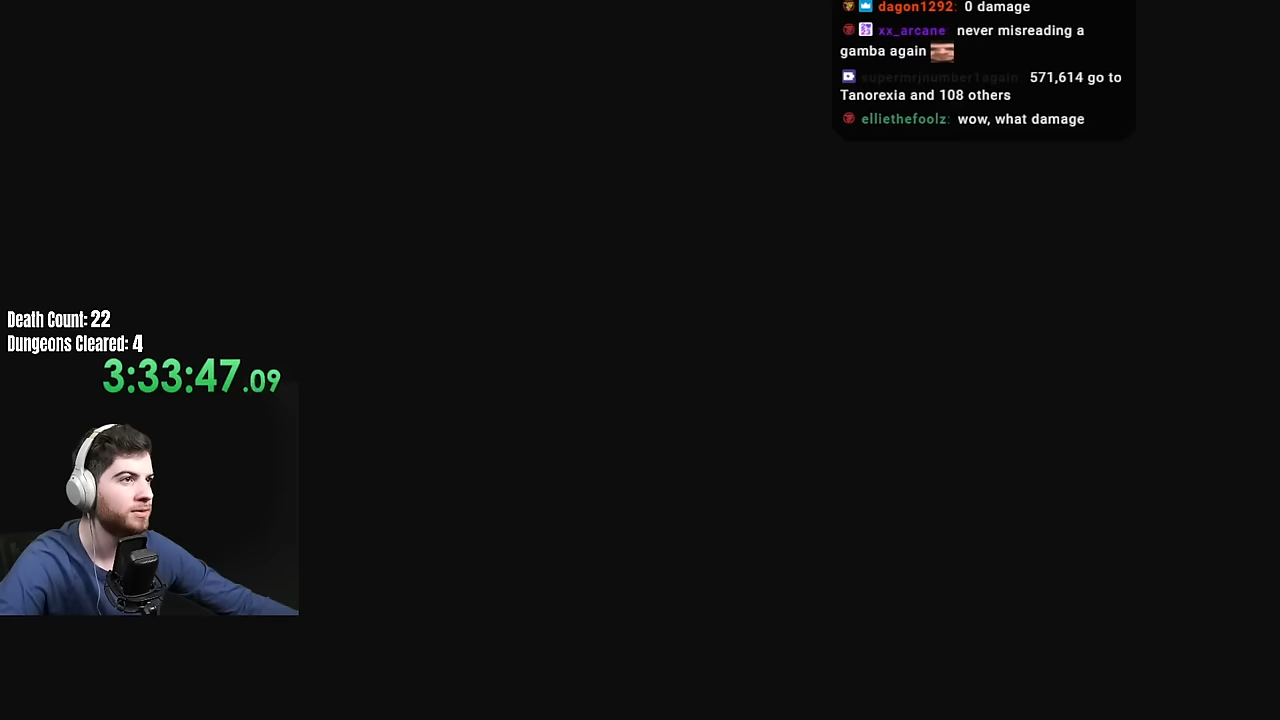 dagon1292: 0 damage
xx_arcane: never misreading a
gamba again
supermrjnumber1again 571,614 go to
Tanorexia and 108 others
elliethefoolz: wow, what damage
Death Count: 22
Dungeons Cleared: 4
3:33:47.09